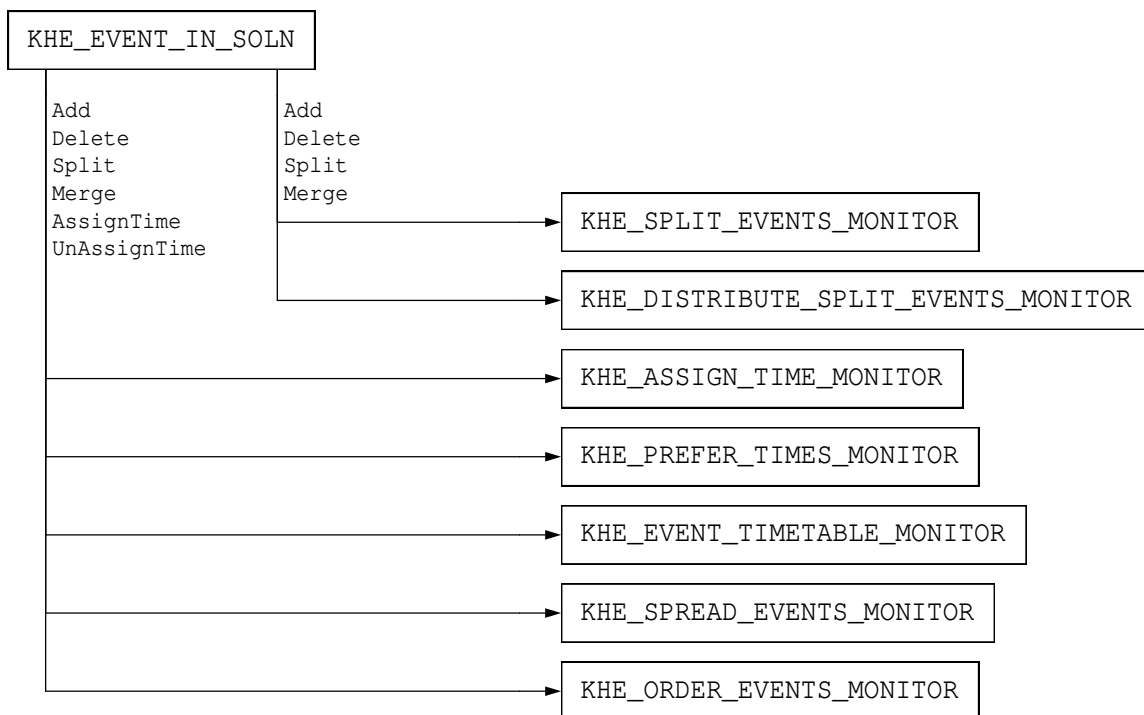 KHE_EVENT_IN_SOLN
Add
Delete
Split
Merge
AssignTime
UnAssignTime
Add
Delete
Split
Merge
KHE_SPLIT_EVENTS_MONITOR
KHE_DISTRIBUTE_SPLIT_EVENTS_MONITOR
KHE_ASSIGN_TIME_MONITOR
KHE_PREFER_TIMES_MONITOR
KHE_EVENT_TIMETABLE_MONITOR
KHE_SPREAD_EVENTS_MONITOR
KHE_ORDER_EVENTS_MONITOR